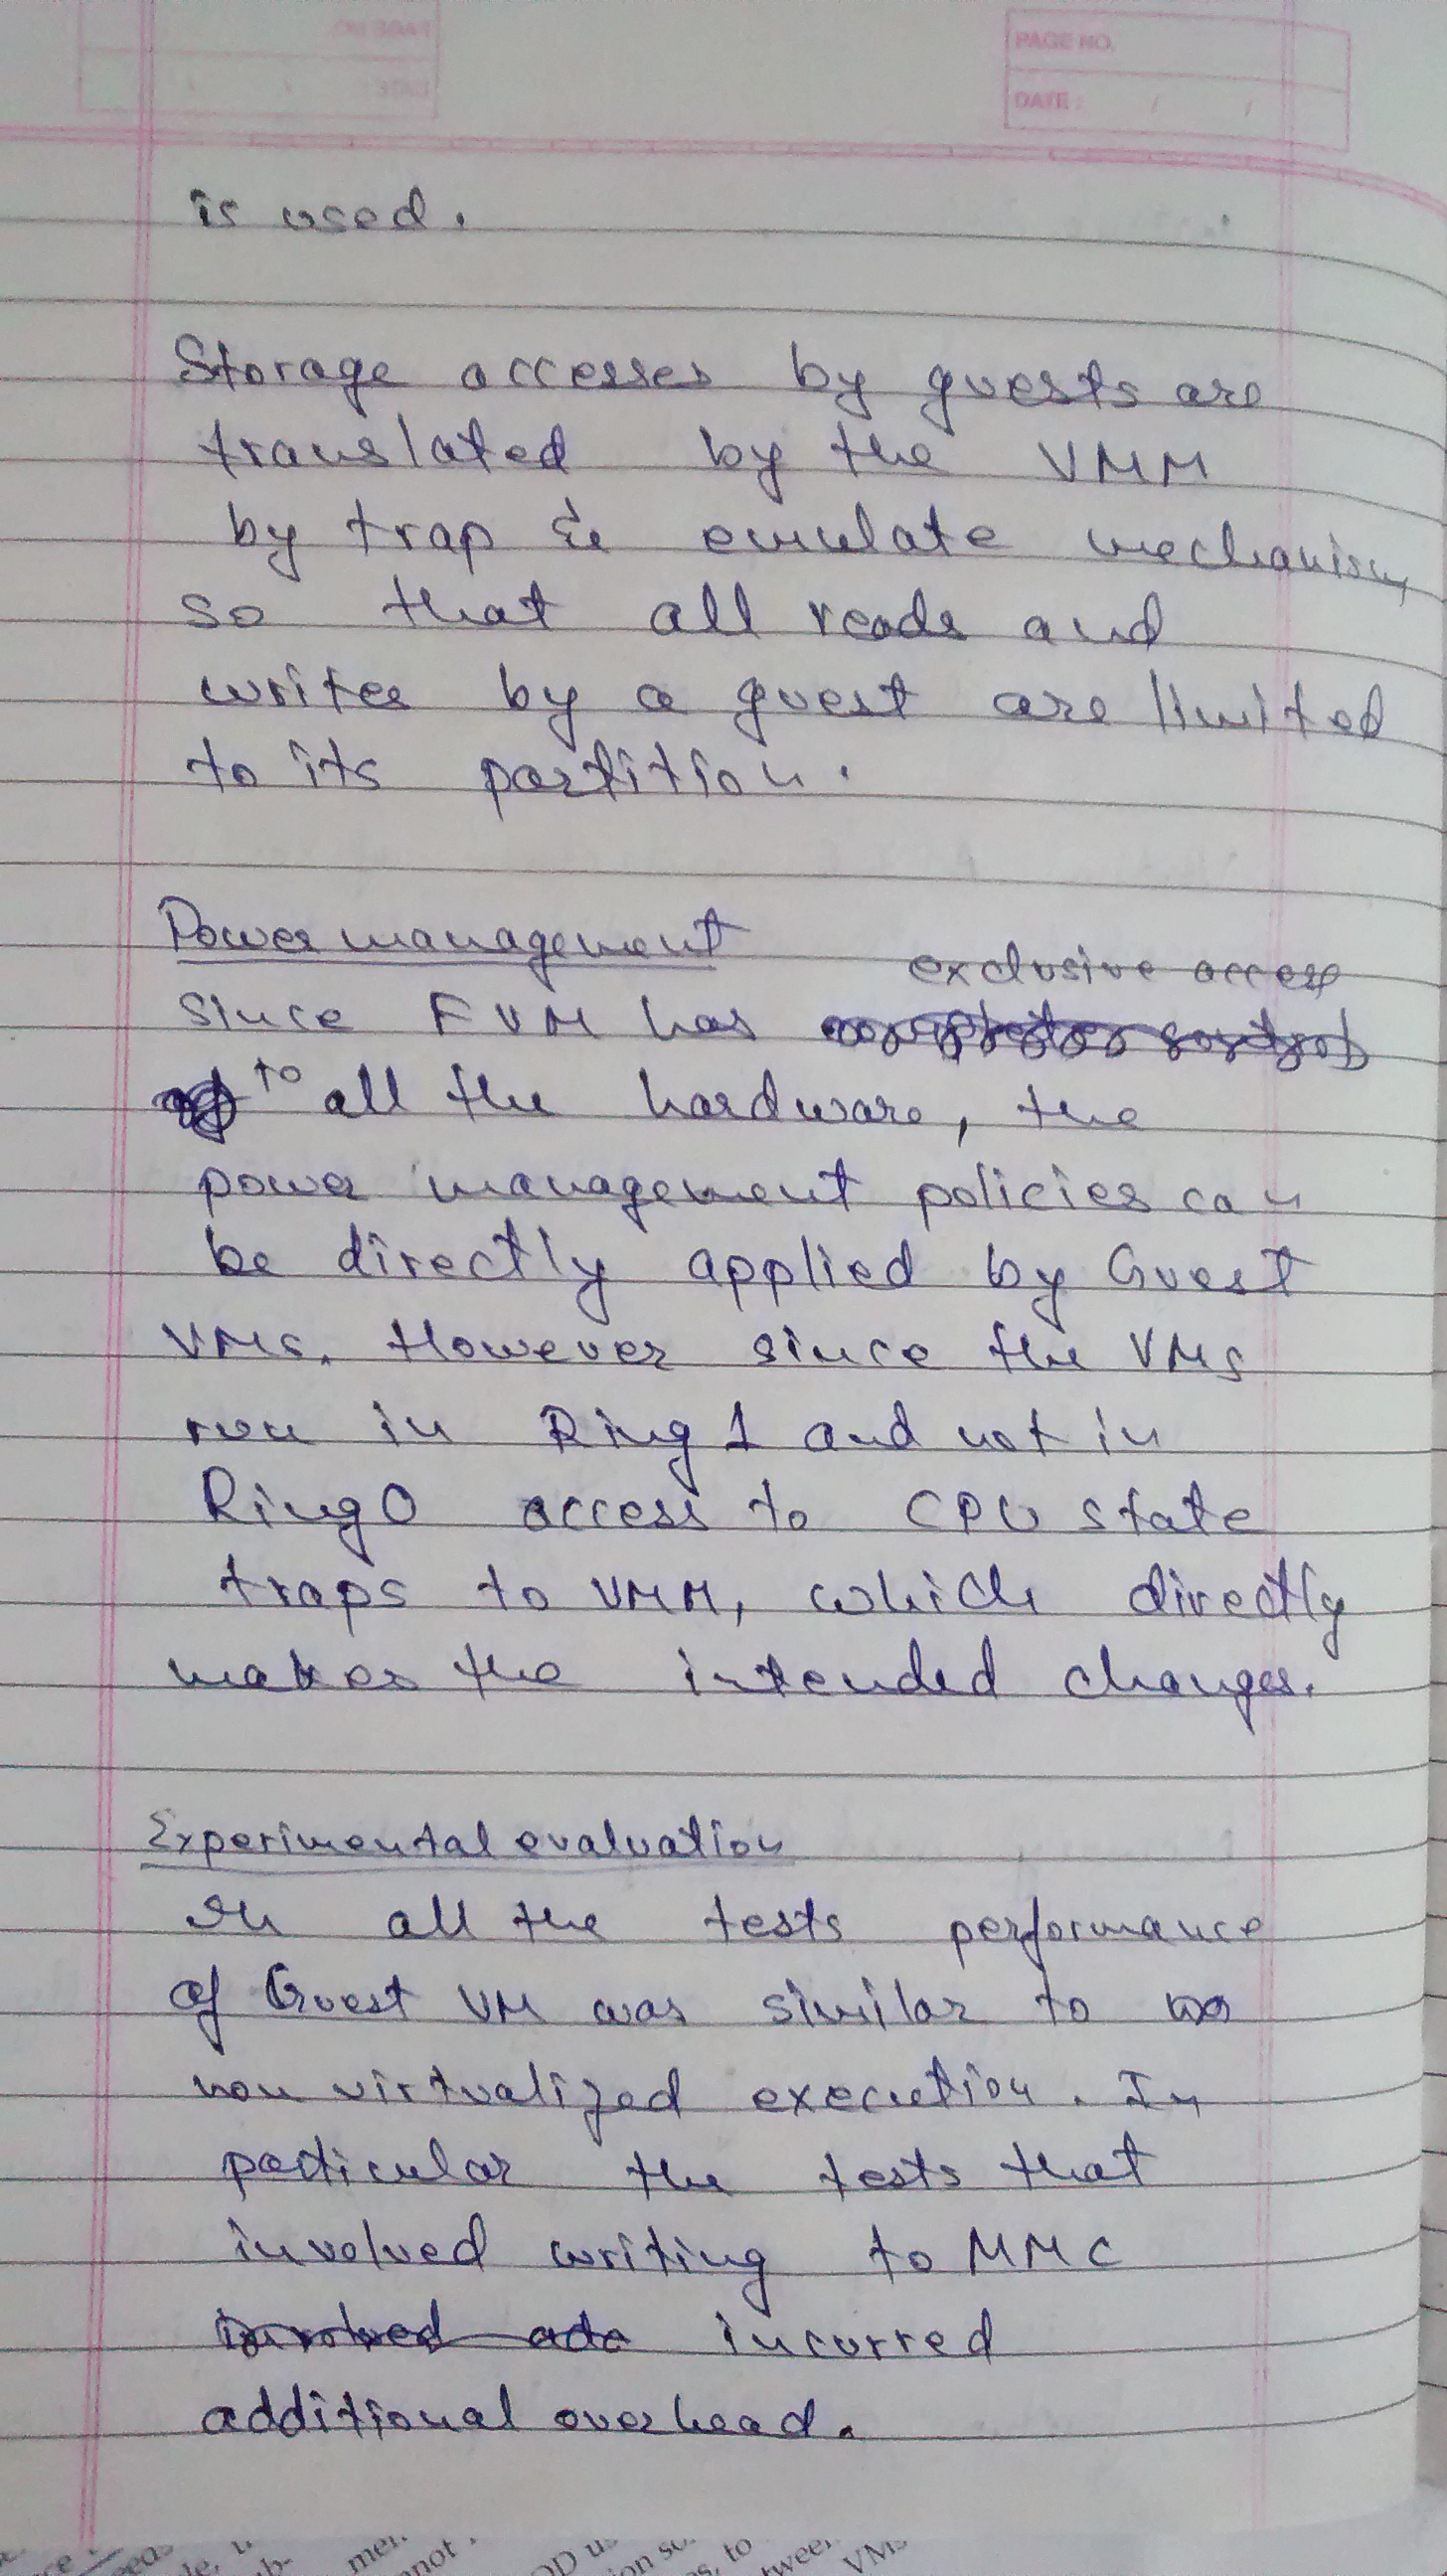 PAGE NO.
DATE : / /
is used.
Storage accesses by guests are
translated by the VMM
by trap & emulate mechanism
so that all reads and
writes by a guest are limited
to its partition.
Power management
exclusive access
Since FVM has
to all the hardware, the
power management policies can
be directly applied by Guest
VMs. However since the VMs
run in Ring 1 and not in
Ring 0 access to CPU state
traps to VMM, which directly
makes the intended changes.
Experimental evaluation
In all the tests performance
of Guest VM was similar to
non virtualized execution. In
particular the tests that
involved writing to MMC
involved incurred
additional overhead.